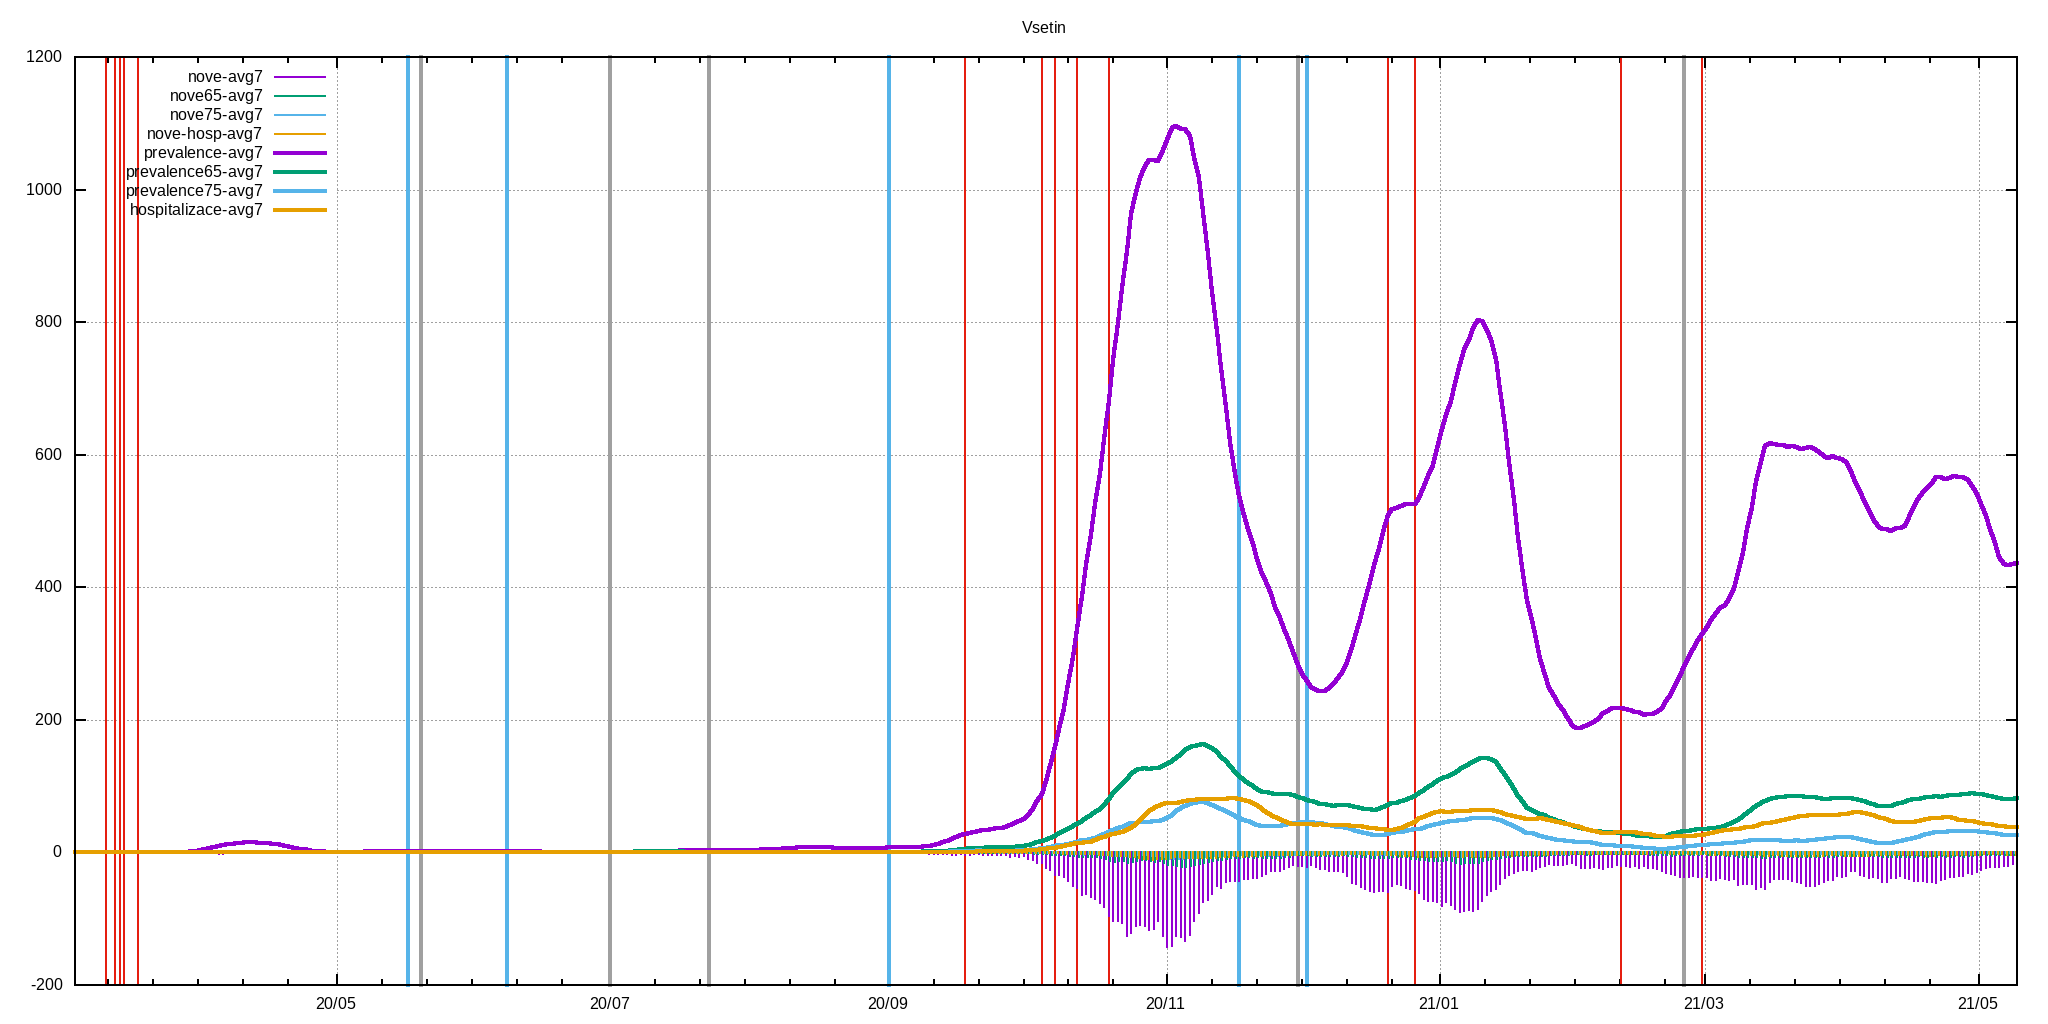 Vsetin
1200
1000
800
600
400
200
0
-200
nove-avg7
nove65-avg7
nove75-avg7
nove-hosp-avg7
prevalence-avg7
prevalence65-avg7
prevalence75-avg7
hospitalizace-avg7
20/05 20/07 20/09 20/11 21/01 21/03 21/05